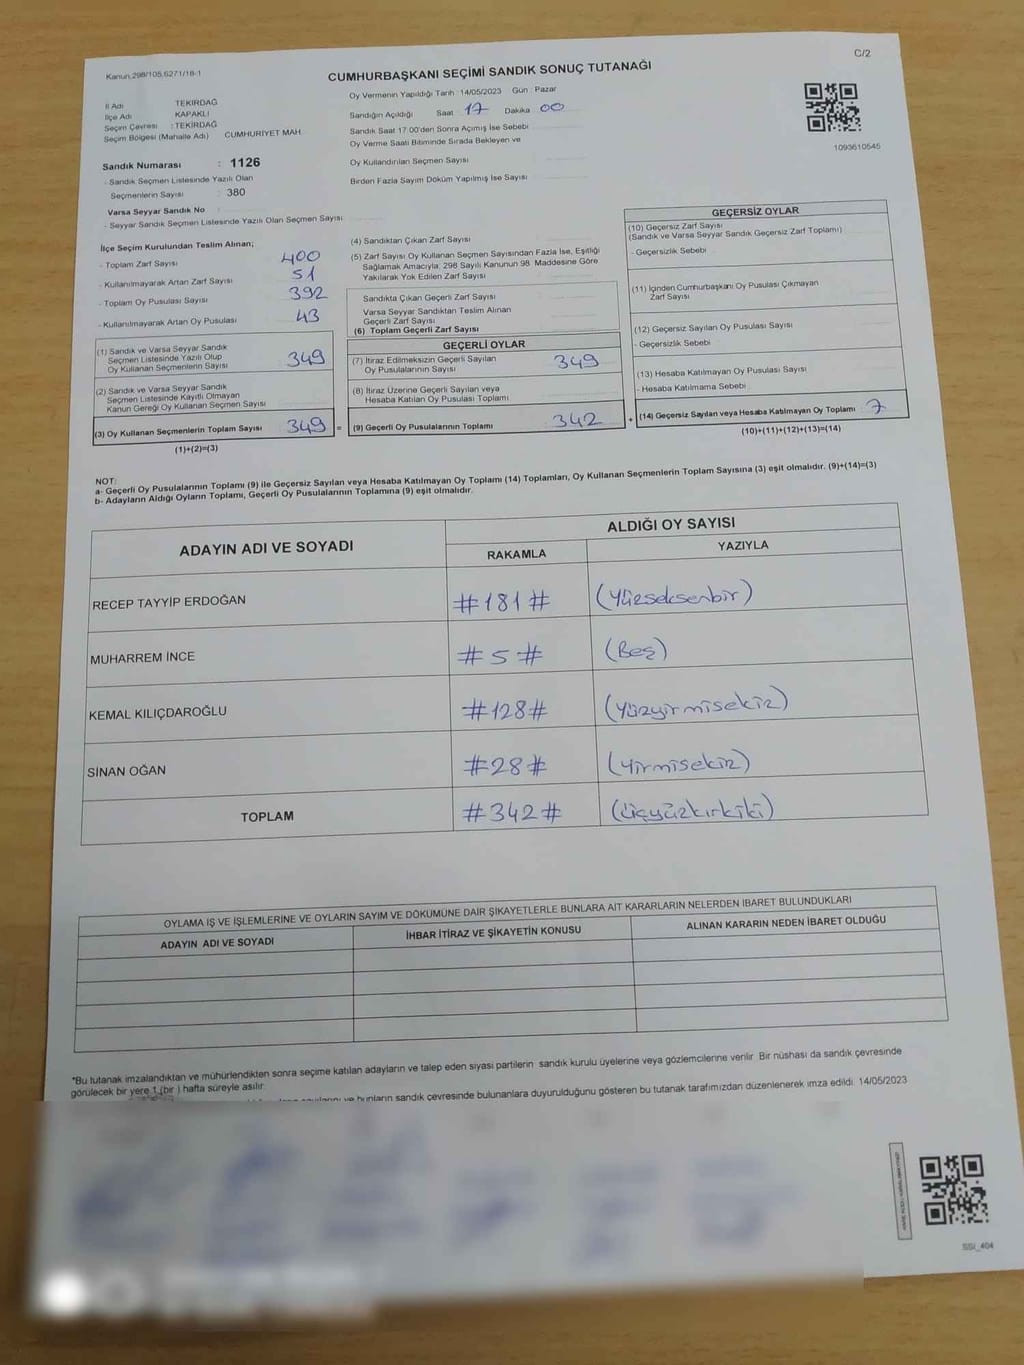 Kanun.298/105,6271/18-1
C/2
CUMHURBAŞKANI SEÇİMİ SANDIK SONUÇ TUTANAĞI
İl Adı TEKİRDAĞ
İlçe Adı KAPAKLI
Seçim Çevresi : TEKİRDAĞ
Seçim Bölgesi (Mahalle Adı) CUMHURİYET MAH.
Sandık Numarası : 1126
- Sandık Seçmen Listesinde Yazılı Olan
Seçmenlerin Sayısı : 380
Varsa Seyyar Sandık No :
- Seyyar Sandık Seçmen Listesinde Yazılı Olan Seçmen Sayısı
Oy Vermenin Yapıldığı Tarih : 14/05/2023 Gün : Pazar
Sandığın Açıldığı Saat 17 Dakika 00
Sandık Saat 17.00'den Sonra Açmış İse Sebebi
Oy Verme Saati Bitiminde Sırada Bekleyen ve
Oy Kullandırılan Seçmen Sayısı
Birden Fazla Sayım Döküm Yapılmış İse Sayısı
1093610545
İlçe Seçim Kurulundan Teslim Alınan;
- Toplam Zarf Sayısı 400
- Kullanılmayarak Artan Zarf Sayısı 51
- Toplam Oy Pusulası Sayısı 392
- Kullanılmayarak Artan Oy Pusulası 43
(1) Sandık ve Varsa Seyyar Sandık
Seçmen Listesinde Yazılı Olup
Oy Kullanan Seçmenlerin Sayısı 349
(2) Sandık ve Varsa Seyyar Sandık
Seçmen Listesinde Kayıtlı Olmayan
Kanun Gereği Oy Kullanan Seçmen Sayısı
(3) Oy Kullanan Seçmenlerin Toplam Sayısı 349 =
(1)+(2)=(3)
(4) Sandıktan Çıkan Zarf Sayısı
(5) Zarf Sayısı Oy Kullanan Seçmen Sayısından Fazla İse, Eşitliği
Sağlamak Amacıyla, 298 Sayılı Kanunun 98. Maddesine Göre
Yakılarak Yok Edilen Zarf Sayısı
Sandıkta Çıkan Geçerli Zarf Sayısı
Varsa Seyyar Sandıktan Teslim Alınan
Geçerli Zarf Sayısı
(6) Toplam Geçerli Zarf Sayısı
GEÇERLİ OYLAR
(7) İtiraz Edilmeksizin Geçerli Sayılan
Oy Pusulasının Sayısı 349
(8) İtiraz Üzerine Geçerli Sayılan veya
Hesaba Katılan Oy Pusulası Toplamı
(9) Geçerli Oy Pusulalarının Toplamı 342 +
GEÇERSİZ OYLAR
(10) Geçersiz Zarf Sayısı
(Sandık ve Varsa Seyyar Sandık Geçersiz Zarf Toplamı)
- Geçersizlik Sebebi
(11) İçinden Cumhurbaşkanı Oy Pusulası Çıkmayan
Zarf Sayısı
(12) Geçersiz Sayılan Oy Pusulası Sayısı
- Geçersizlik Sebebi
(13) Hesaba Katılmayan Oy Pusulası Sayısı
- Hesaba Katılmama Sebebi
(14) Geçersiz Sayılan veya Hesaba Katılmayan Oy Toplamı 7
(10)+(11)+(12)+(13)=(14)
NOT:
a- Geçerli Oy Pusulalarının Toplamı (9) ile Geçersiz Sayılan veya Hesaba Katılmayan Oy Toplamı (14) Toplamları, Oy Kullanan Seçmenlerin Toplam Sayısına (3) eşit olmalıdır. (9)+(14)=(3)
b- Adayların Aldığı Oyların Toplamı, Geçerli Oy Pusulalarının Toplamına (9) eşit olmalıdır.
ADAYIN ADI VE SOYADI
ALDIĞI OY SAYISI
RAKAMLA YAZIYLA
RECEP TAYYİP ERDOĞAN #181# (Yüzseksenbir)
MUHARREM İNCE #5# (Beş)
KEMAL KILIÇDAROĞLU #128# (Yüzyirmisekiz)
SİNAN OĞAN #28# (Yirmisekiz)
TOPLAM #342# (Üçyüzkırkiki)
OYLAMA İŞ VE İŞLEMLERİNE VE OYLARIN SAYIM VE DÖKÜMÜNE DAİR ŞİKAYETLERLE BUNLARA AİT KARARLARIN NELERDEN İBARET BULUNDUKLARI
ADAYIN ADI VE SOYADI İHBAR İTİRAZ VE ŞİKAYETİN KONUSU ALINAN KARARIN NEDEN İBARET OLDUĞU
*Bu tutanak imzalandıktan ve mühürlendikten sonra seçime katılan adayların ve talep eden siyasi partilerin sandık kurulu üyelerine veya gözlemcilerine verilir. Bir nüshası da sandık çevresinde
görülecek bir yere 1 (bir ) hafta süreyle asılır.
ve bunların sandık çevresinde bulunanlara duyurulduğunu gösteren bu tutanak tarafımızdan düzenlenerek imza edildi. 14/05/2023
SSI_404